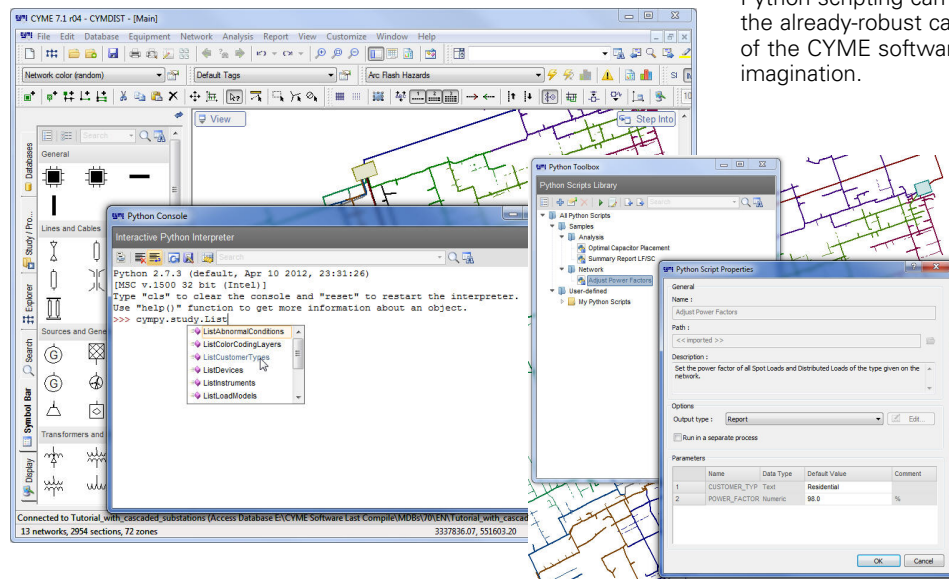 Python scripting can
the already-robust ca
of the CYME software
imagination.
CYME 7.1 r04 - CYMDIST - [Main]
File Edit Database Equipment Network Analysis Report View Customize Window Help
Network color (random) Default Tags Arc Flash Hazards SI
View Step Into
Search
General
Lines and Cables
Sources and Gene
Transformers and
Databases
Study / Pro...
Explorer
Search
Symbol Bar
Display
Python Console
Interactive Python Interpreter
Search
Python 2.7.3 (default, Apr 10 2012, 23:31:26)
[MSC v.1500 32 bit (Intel)]
Type "cls" to clear the console and "reset" to restart the interpreter.
Use "help()" function to get more information about an object.
>>> cympy.study.List
ListAbnormalConditions
ListColorCodingLayers
ListCustomerTypes
ListDevices
ListInstruments
ListLoadModels
Connected to Tutorial_with_cascaded_substations (Access Database E:\CYME Software Last Compile\MDBs\70\EN\Tutorial_with_cascad
13 networks, 2954 sections, 72 zones 3337836.07, 551603.20
Python Toolbox
Python Scripts Library
Search
All Python Scripts
Samples
Analysis
Optimal Capacitor Placement
Summary Report LF/SC
Network
Adjust Power Factors
User-defined
My Python Scripts
Python Script Properties
General
Name :
Adjust Power Factors
Path :
<< imported >>
Description :
Set the power factor of all Spot Loads and Distributed Loads of the type given on the
network.
Options
Output type : Report Edit...
Run in a separate process
Parameters
Name Data Type Default Value Comment
1 CUSTOMER_TYP Text Residential
2 POWER_FACTOR Numeric 98.0 %
OK Cancel